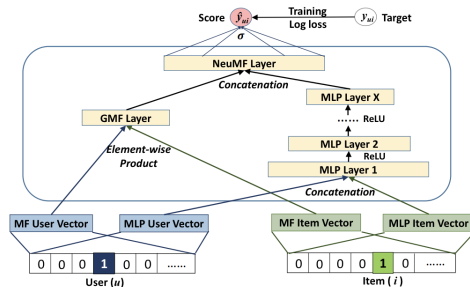 Score ŷui Training Log loss yui Target
σ
NeuMF Layer
Concatenation
MLP Layer X
GMF Layer
...... ReLU
Element-wise Product
MLP Layer 2
ReLU
MLP Layer 1
Concatenation
MF User Vector MLP User Vector MF Item Vector MLP Item Vector
0 0 0 1 0 0 ...... 0 0 0 0 1 0 ......
User (u) Item (i)